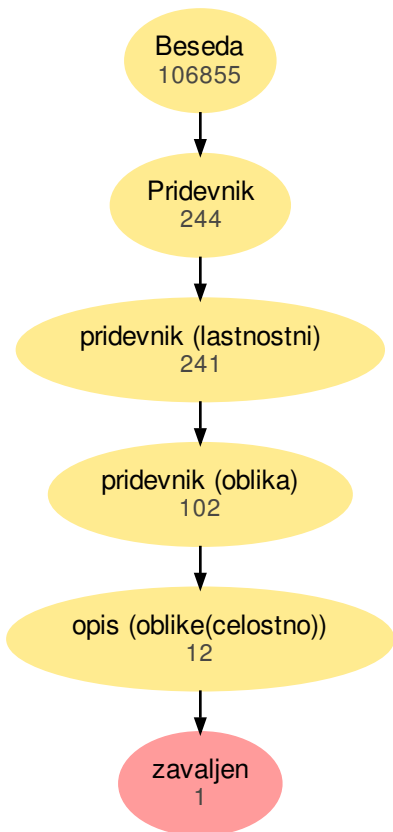 Beseda
106855
Pridevnik
244
pridevnik (lastnostni)
241
pridevnik (oblika)
102
opis (oblike(celostno))
12
zavaljen
1